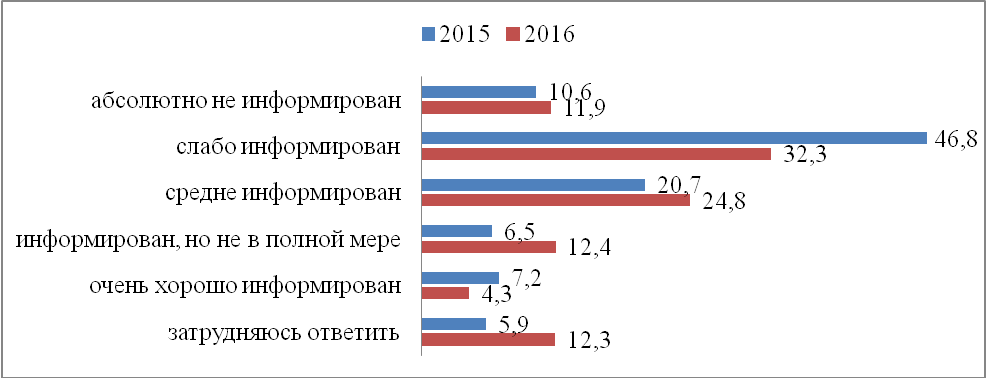 2015 2016
абсолютно не информирован 10,6
11,9
слабо информирован 46,8
32,3
средне информирован 20,7
24,8
информирован, но не в полной мере 6,5
12,4
очень хорошо информирован 7,2
4,3
затрудняюсь ответить 5,9
12,3